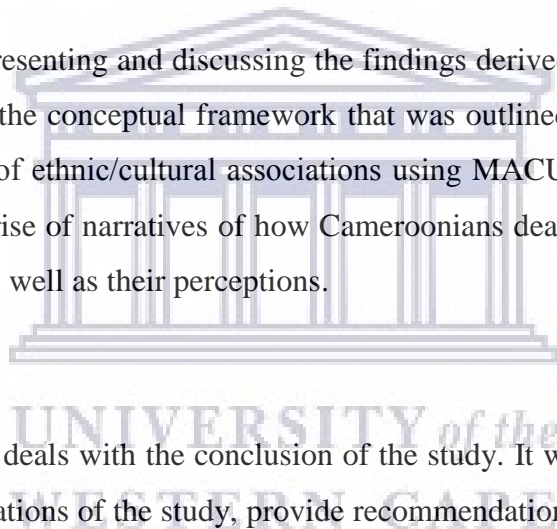 resenting and discussing the findings derive
the conceptual framework that was outline
of ethnic/cultural associations using MACU
rise of narratives of how Cameroonians dea
well as their perceptions.
UNIVERSITY of the
deals with the conclusion of the study. It w
WESTERN CAPE
ations of the study, provide recommendation